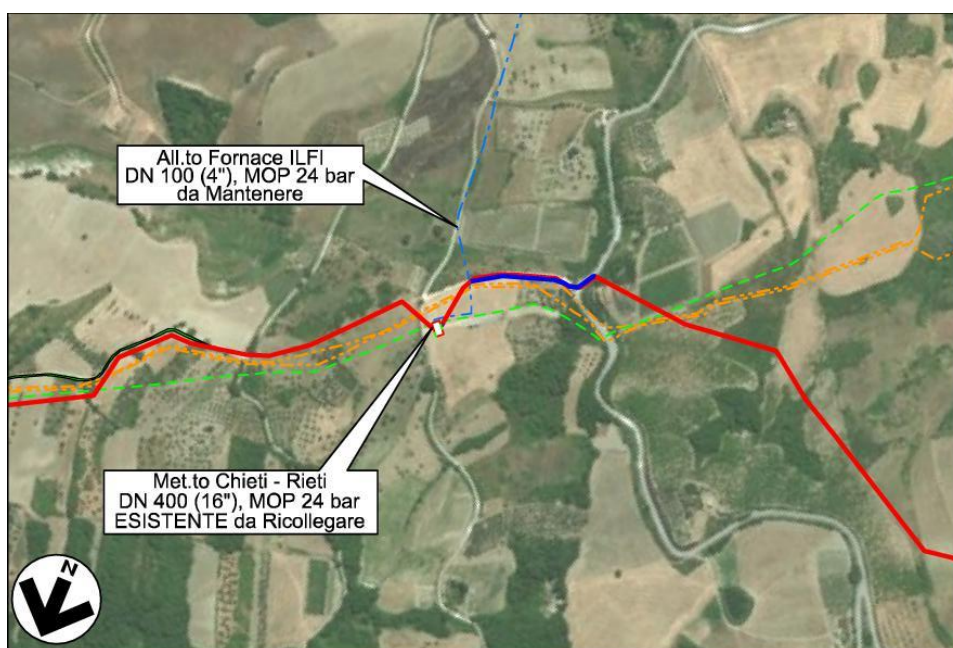 All.to Fornace ILFI
DN 100 (4"), MOP 24 bar
da Mantenere
Met.to Chieti - Rieti
DN 400 (16"), MOP 24 bar
ESISTENTE da Ricollegare
N